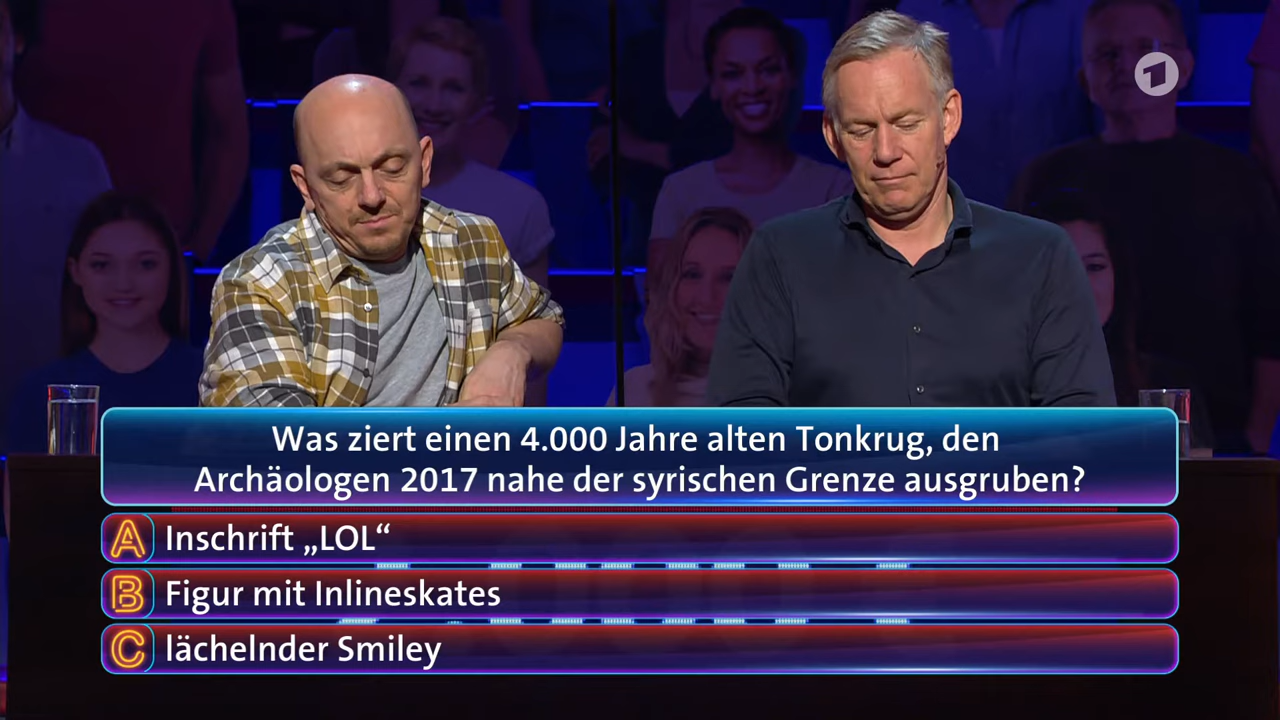 1
Was ziert einen 4.000 Jahre alten Tonkrug, den
Archäologen 2017 nahe der syrischen Grenze ausgruben?
A Inschrift „LOL“
B Figur mit Inlineskates
C lächelnder Smiley